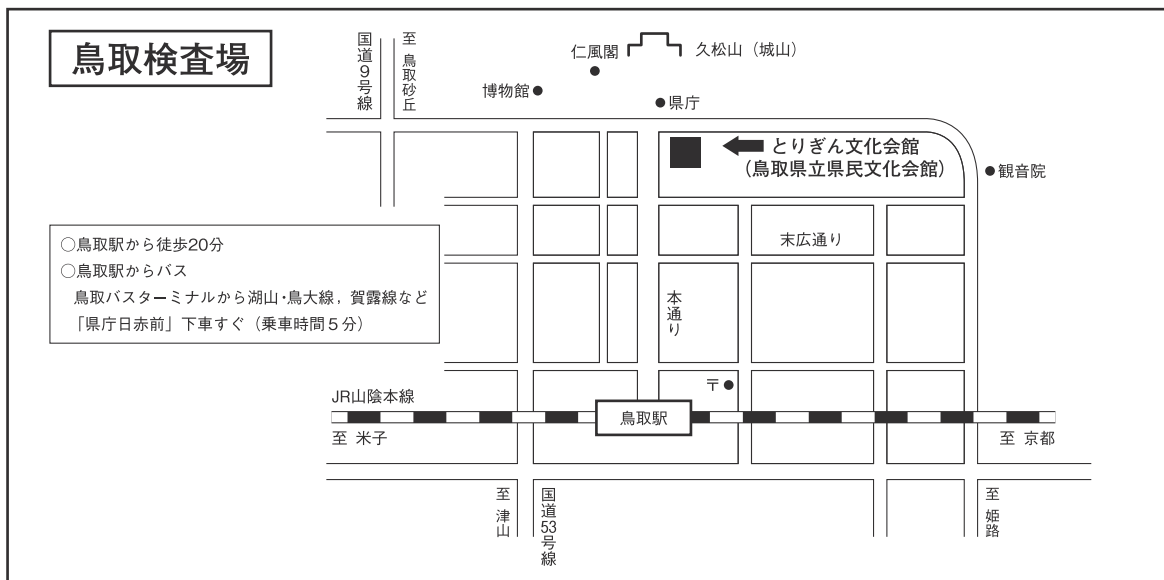 鳥取検査場
国道9号線
至 鳥取砂丘
仁風閣
久松山（城山）
博物館
県庁
とりぎん文化会館
（鳥取県立県民文化会館）
観音院
○鳥取駅から徒歩20分
○鳥取駅からバス
鳥取バスターミナルから湖山･鳥大線，賀露線など
「県庁日赤前」下車すぐ（乗車時間５分）
末広通り
本通り
〒
JR山陰本線
鳥取駅
至 米子
至 京都
至 津山
国道53号線
至 姫路